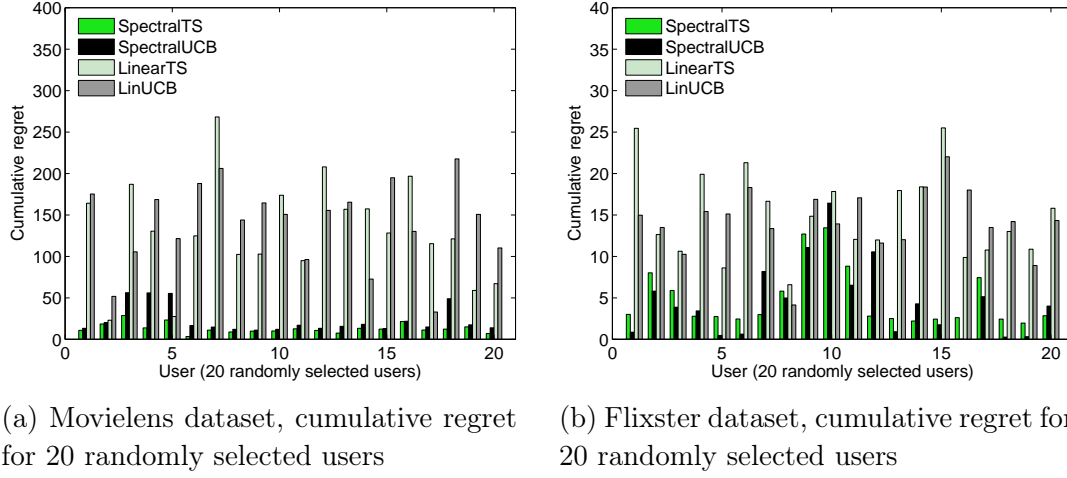 400
350
300
250
200
150
100
50
0
Cumulative regret
SpectralTS
SpectralUCB
LinearTS
LinUCB
0 5 10 15 20
User (20 randomly selected users)
(a) Movielens dataset, cumulative regret
for 20 randomly selected users
40
35
30
25
20
15
10
5
0
Cumulative regret
SpectralTS
SpectralUCB
LinearTS
LinUCB
0 5 10 15 20
User (20 randomly selected users)
(b) Flixster dataset, cumulative regret for
20 randomly selected users